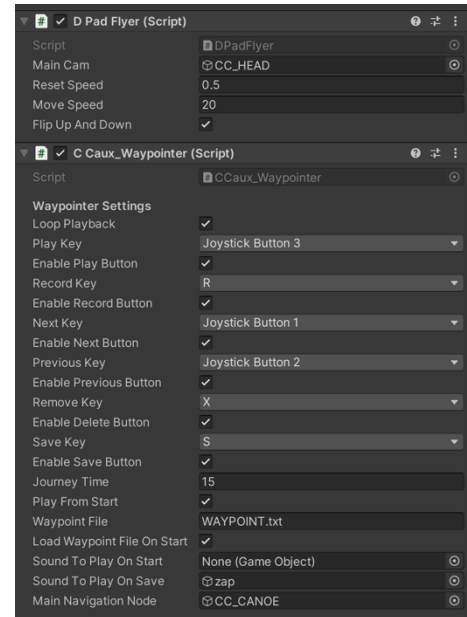 D Pad Flyer (Script)
Script DPadFlyer
Main Cam CC_HEAD
Reset Speed 0.5
Move Speed 20
Flip Up And Down
C Caux_Waypointer (Script)
Script CCaux_Waypointer
Waypointer Settings
Loop Playback
Play Key Joystick Button 3
Enable Play Button
Record Key R
Enable Record Button
Next Key Joystick Button 1
Enable Next Button
Previous Key Joystick Button 2
Enable Previous Button
Remove Key X
Enable Delete Button
Save Key S
Enable Save Button
Journey Time 15
Play From Start
Waypoint File WAYPOINT.txt
Load Waypoint File On Start
Sound To Play On Start None (Game Object)
Sound To Play On Save zap
Main Navigation Node CC_CANOE